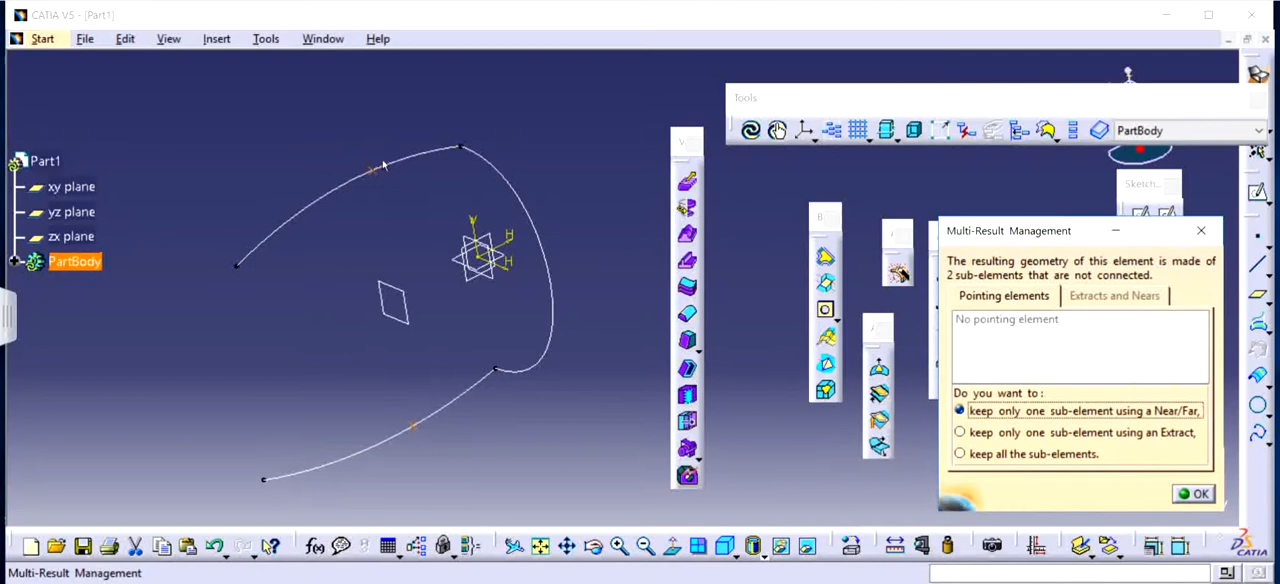 CATIA V5 - [Part1]
Start File Edit View Insert Tools Window Help
Tools
PartBody
Part1
xy plane
yz plane
zx plane
PartBody
V
H
H
V
B
Sketch...
Multi-Result Management
The resulting geometry of this element is made of
2 sub-elements that are not connected.
Pointing elements Extracts and Nears
No pointing element
Do you want to :
keep only one sub-element using a Near/Far,
keep only one sub-element using an Extract,
keep all the sub-elements.
OK
f(x)
CATIA
Multi-Result Management